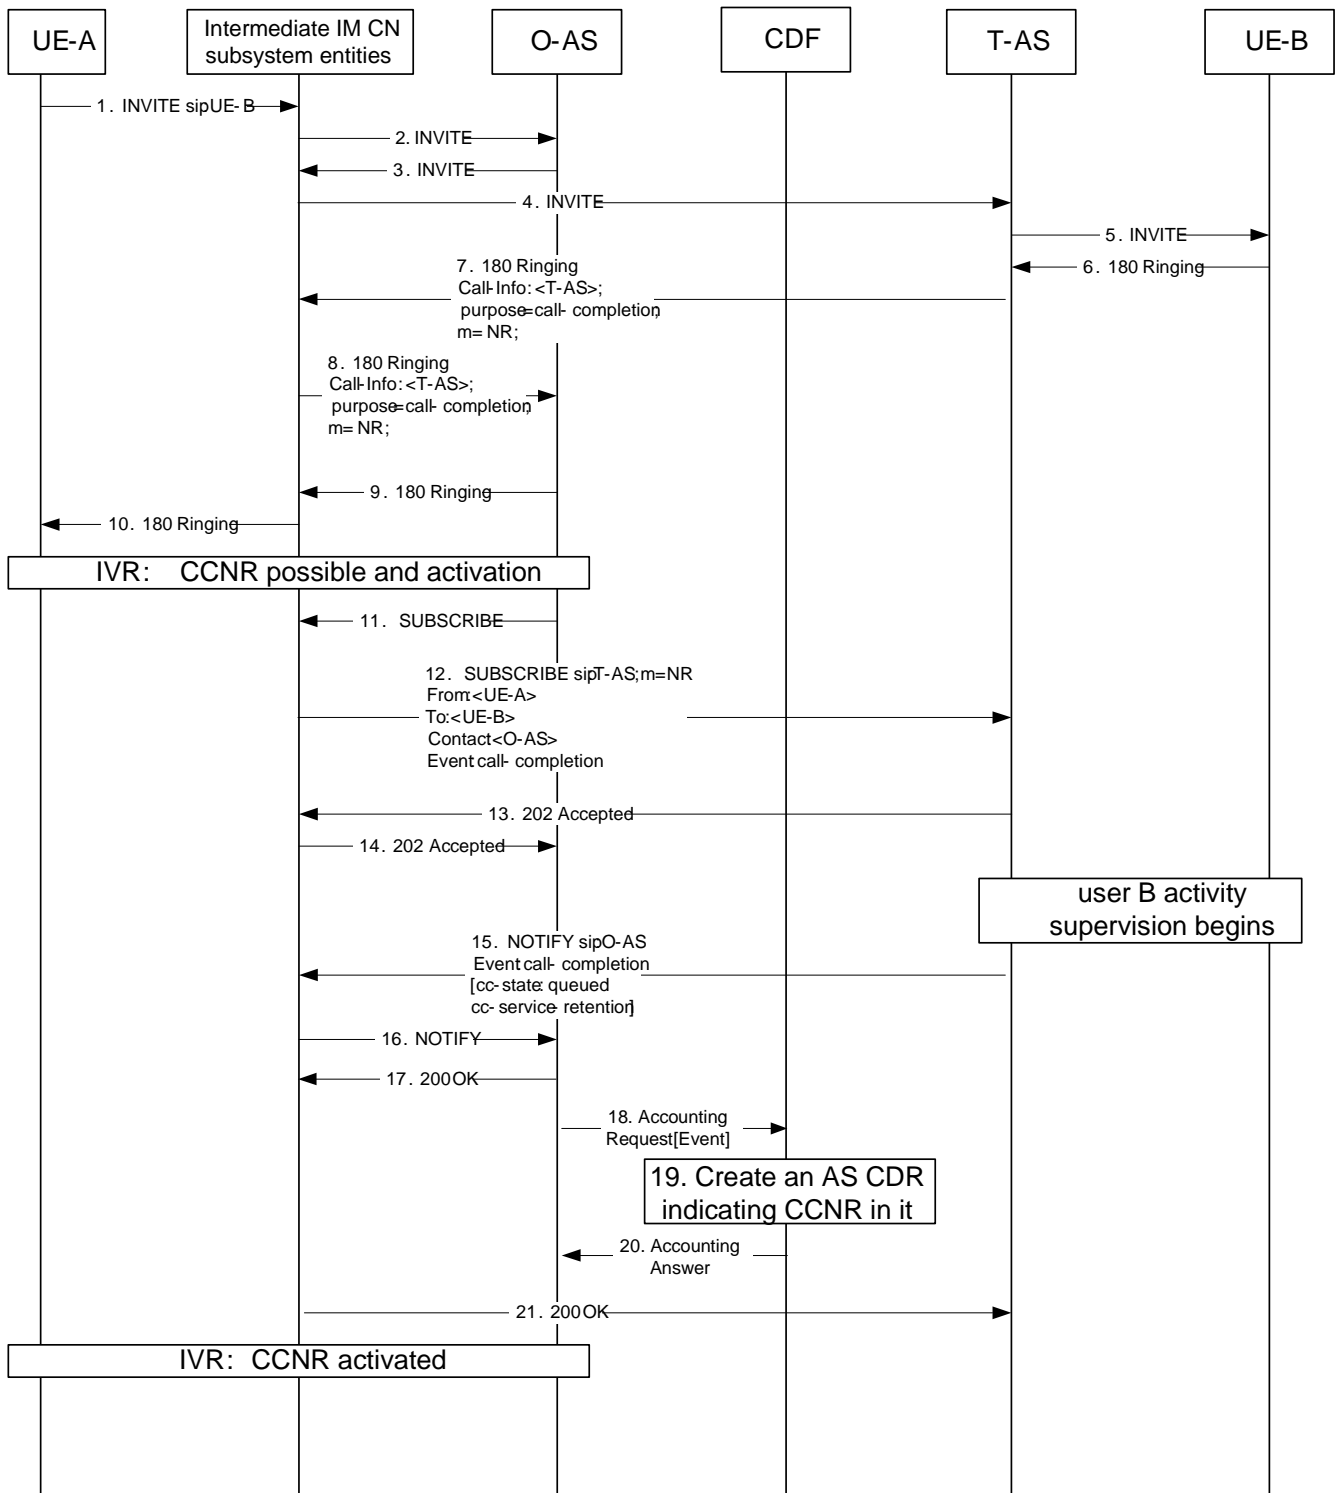 UE-A
Intermediate IM CN
subsystem entities
O-AS
CDF
T-AS
UE-B
1. INVITE sipUE-B
2. INVITE
3. INVITE
4. INVITE
5. INVITE
6. 180 Ringing
7. 180 Ringing
Call-Info:<T-AS>;
purpose=call-completion;
m=NR;
8. 180 Ringing
Call-Info:<T-AS>;
purpose=call-completion;
m=NR;
9. 180 Ringing
10. 180 Ringing
IVR: CCNR possible and activation
11. SUBSCRIBE
12. SUBSCRIBE sipT-AS;m=NR
From:<UE-A>
To:<UE-B>
Contact<O-AS>
Event:call-completion
13. 202 Accepted
14. 202 Accepted
user B activity
supervision begins
15. NOTIFY sipO-AS
Event:call-completion
[cc-state: queued
cc-service-retention]
16. NOTIFY
17. 200 OK
18. Accounting
Request[Event]
19. Create an AS CDR
indicating CCNR in it
20. Accounting
Answer
21. 200 OK
IVR: CCNR activated